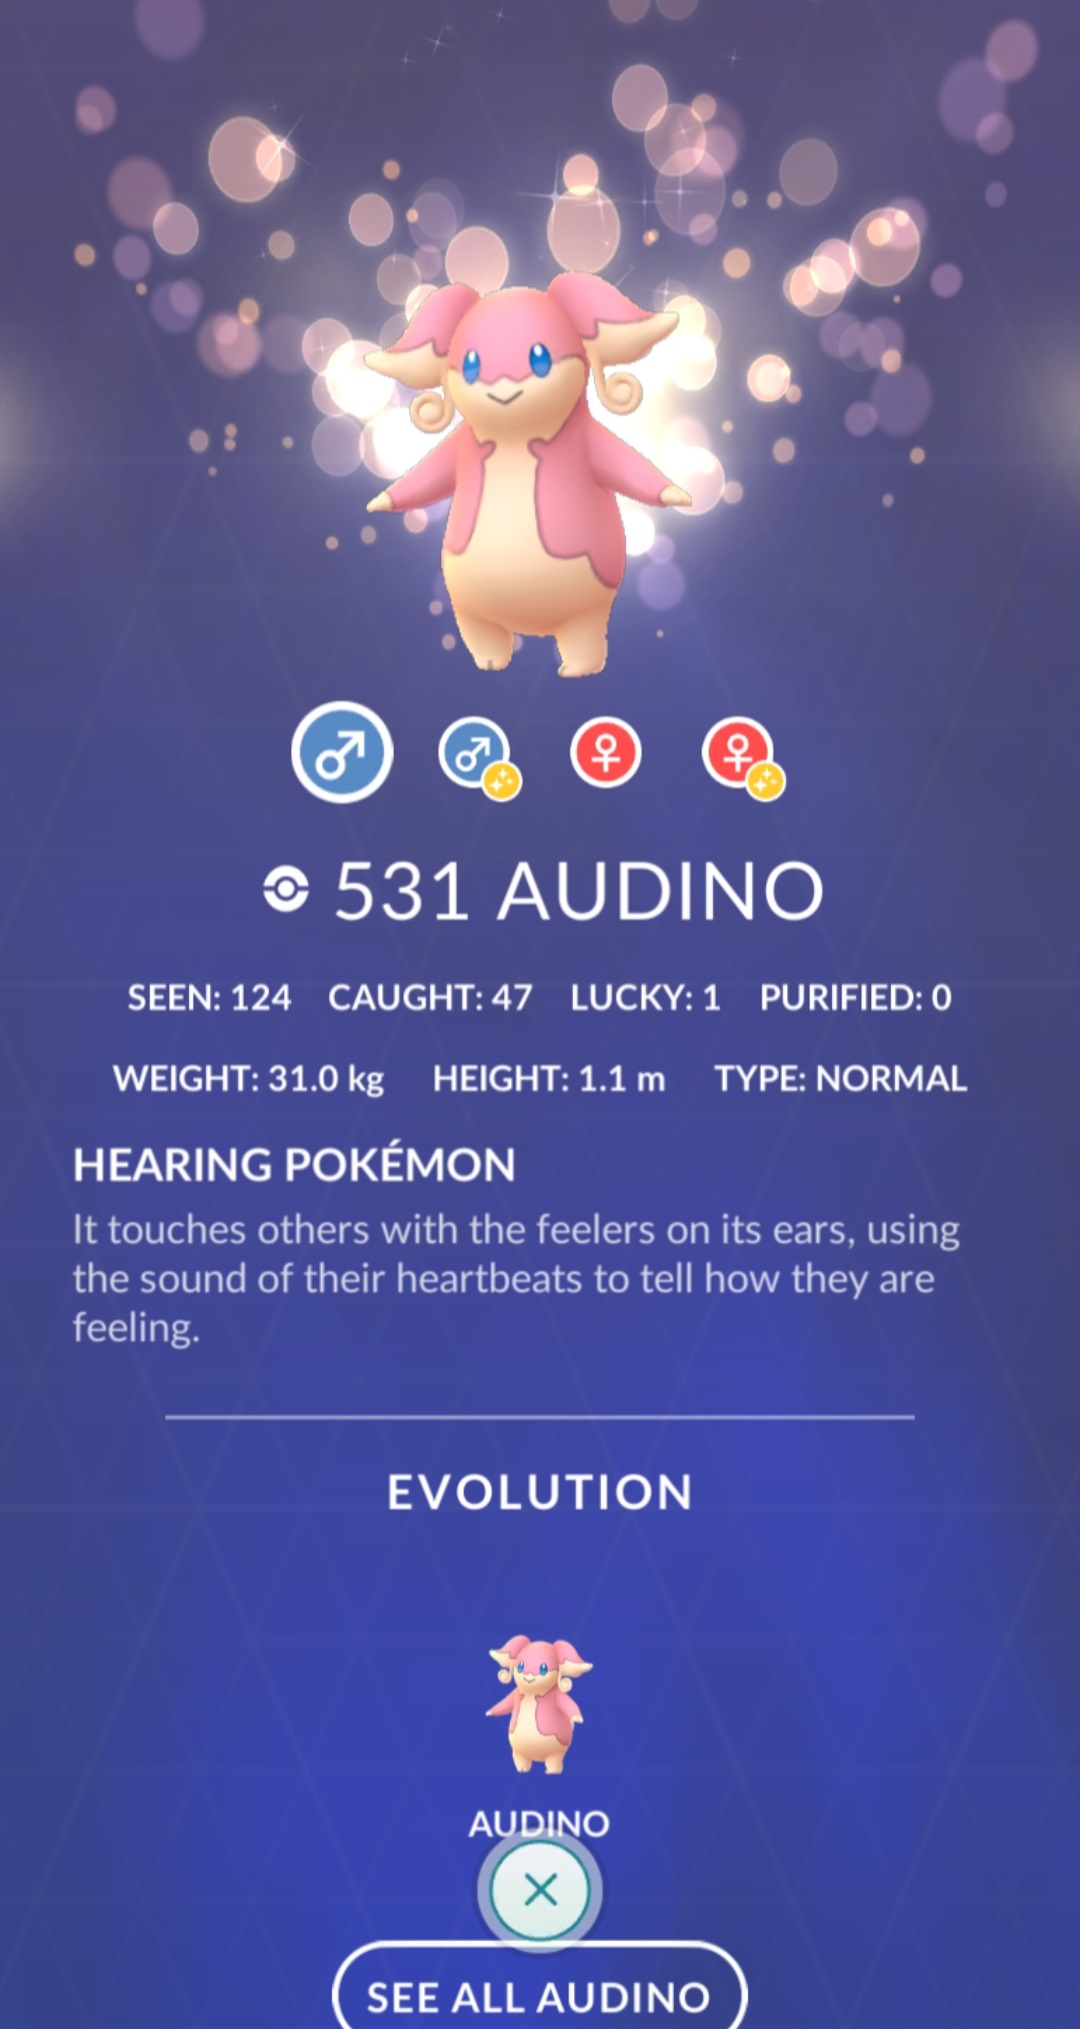 531 AUDINO
SEEN: 124 CAUGHT: 47 LUCKY: 1 PURIFIED: 0
WEIGHT: 31.0 kg HEIGHT: 1.1 m TYPE: NORMAL
HEARING POKÉMON
It touches others with the feelers on its ears, using
the sound of their heartbeats to tell how they are
feeling.
EVOLUTION
AUDINO
SEE ALL AUDINO